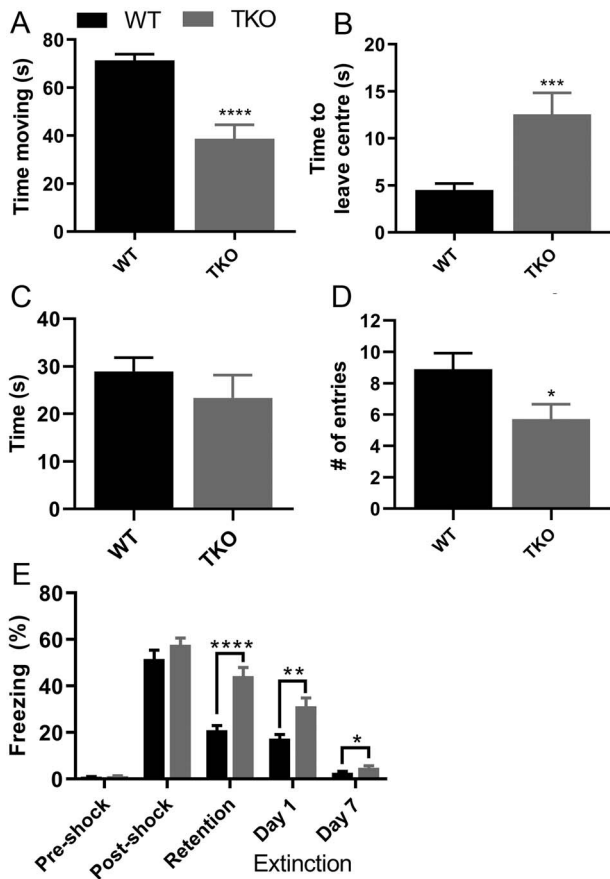 A WT TKO
Time moving (s)
80
60
40
20
0
****
WT TKO
B
Time to
leave centre (s)
20
15
10
5
0
***
WT TKO
C
Time (s)
40
30
20
10
0
WT TKO
D
# of entries
12
10
8
6
4
2
0
*
WT TKO
E
Freezing (%)
80
60
40
20
0
****
**
*
Pre-shock Post-shock Retention Day 1 Day 7
Extinction